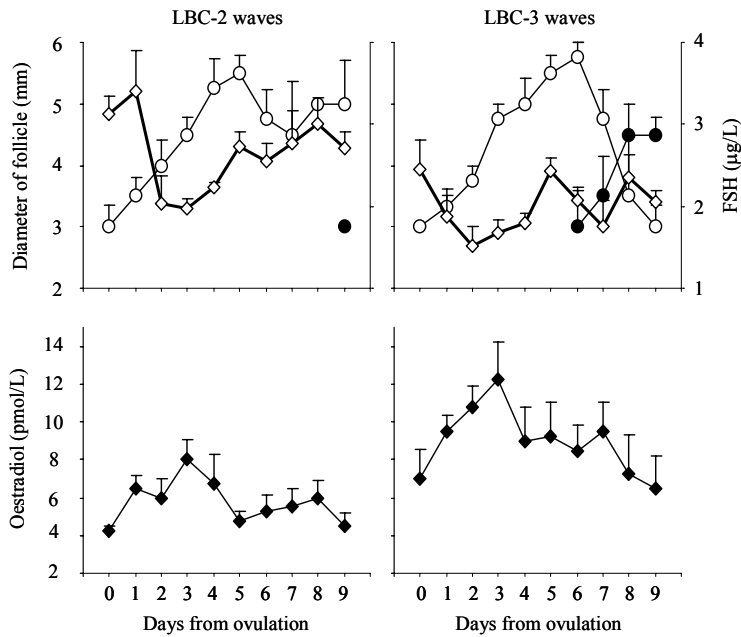 LBC-2 waves
LBC-3 waves
6
5
4
3
2
Diameter of follicle (mm)
4
3
2
1
FSH (μg/L)
14
12
10
8
6
4
2
Oestradiol (pmol/L)
0 1 2 3 4 5 6 7 8 9
0 1 2 3 4 5 6 7 8 9
Days from ovulation
Days from ovulation